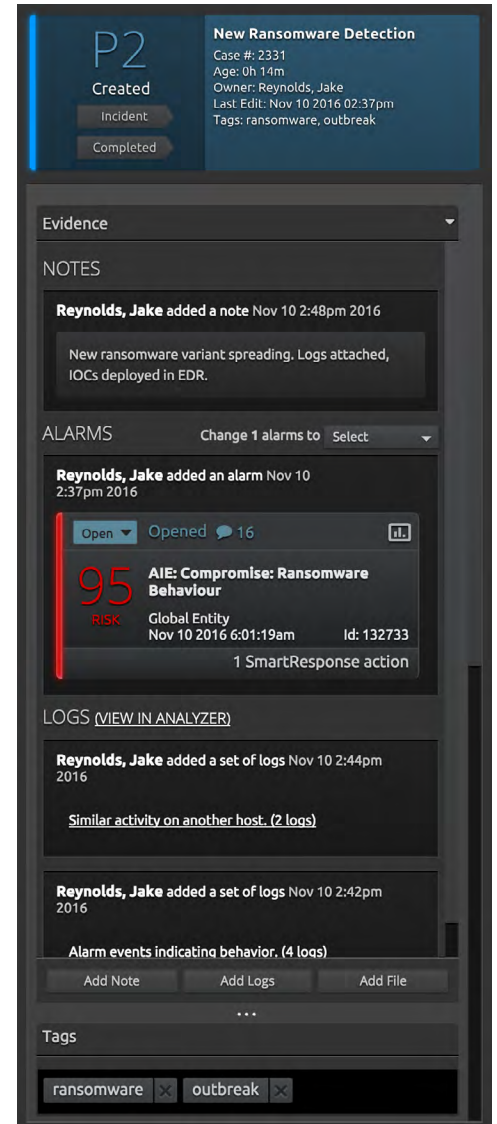 P2
Created
Incident
Completed
New Ransomware Detection
Case #: 2331
Age: 0h 14m
Owner: Reynolds, Jake
Last Edit: Nov 10 2016 02:37pm
Tags: ransomware, outbreak
Evidence
NOTES
Reynolds, Jake added a note Nov 10 2:48pm 2016
New ransomware variant spreading. Logs attached,
IOCs deployed in EDR.
ALARMS
Change 1 alarms to Select
Reynolds, Jake added an alarm Nov 10
2:37pm 2016
Open Opened 16
95
RISK
AIE: Compromise: Ransomware
Behaviour
Global Entity
Nov 10 2016 6:01:19am Id: 132733
1 SmartResponse action
LOGS (VIEW IN ANALYZER)
Reynolds, Jake added a set of logs Nov 10 2:44pm
2016
Similar activity on another host. (2 logs)
Reynolds, Jake added a set of logs Nov 10 2:42pm
2016
Alarm events indicating behavior. (4 logs)
Add Note Add Logs Add File
...
Tags
ransomware × outbreak ×